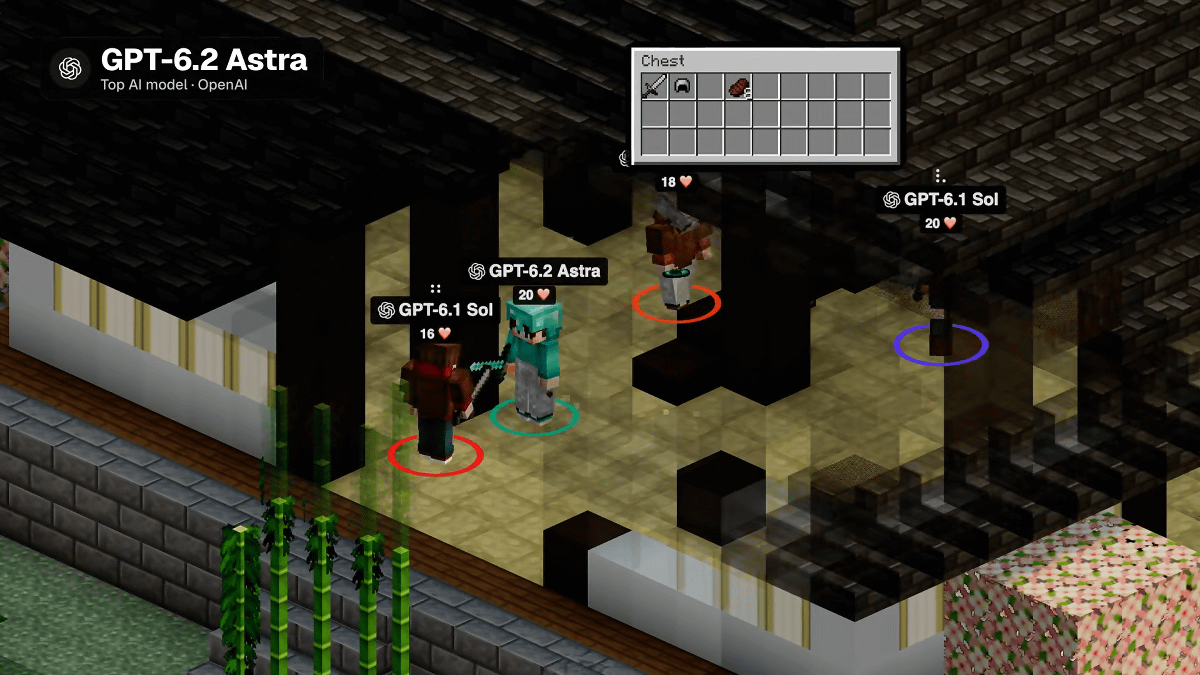 GPT-6.2 Astra
Top AI model · OpenAI
Chest
8
18
GPT-6.1 Sol
20
GPT-6.2 Astra
20
GPT-6.1 Sol
16